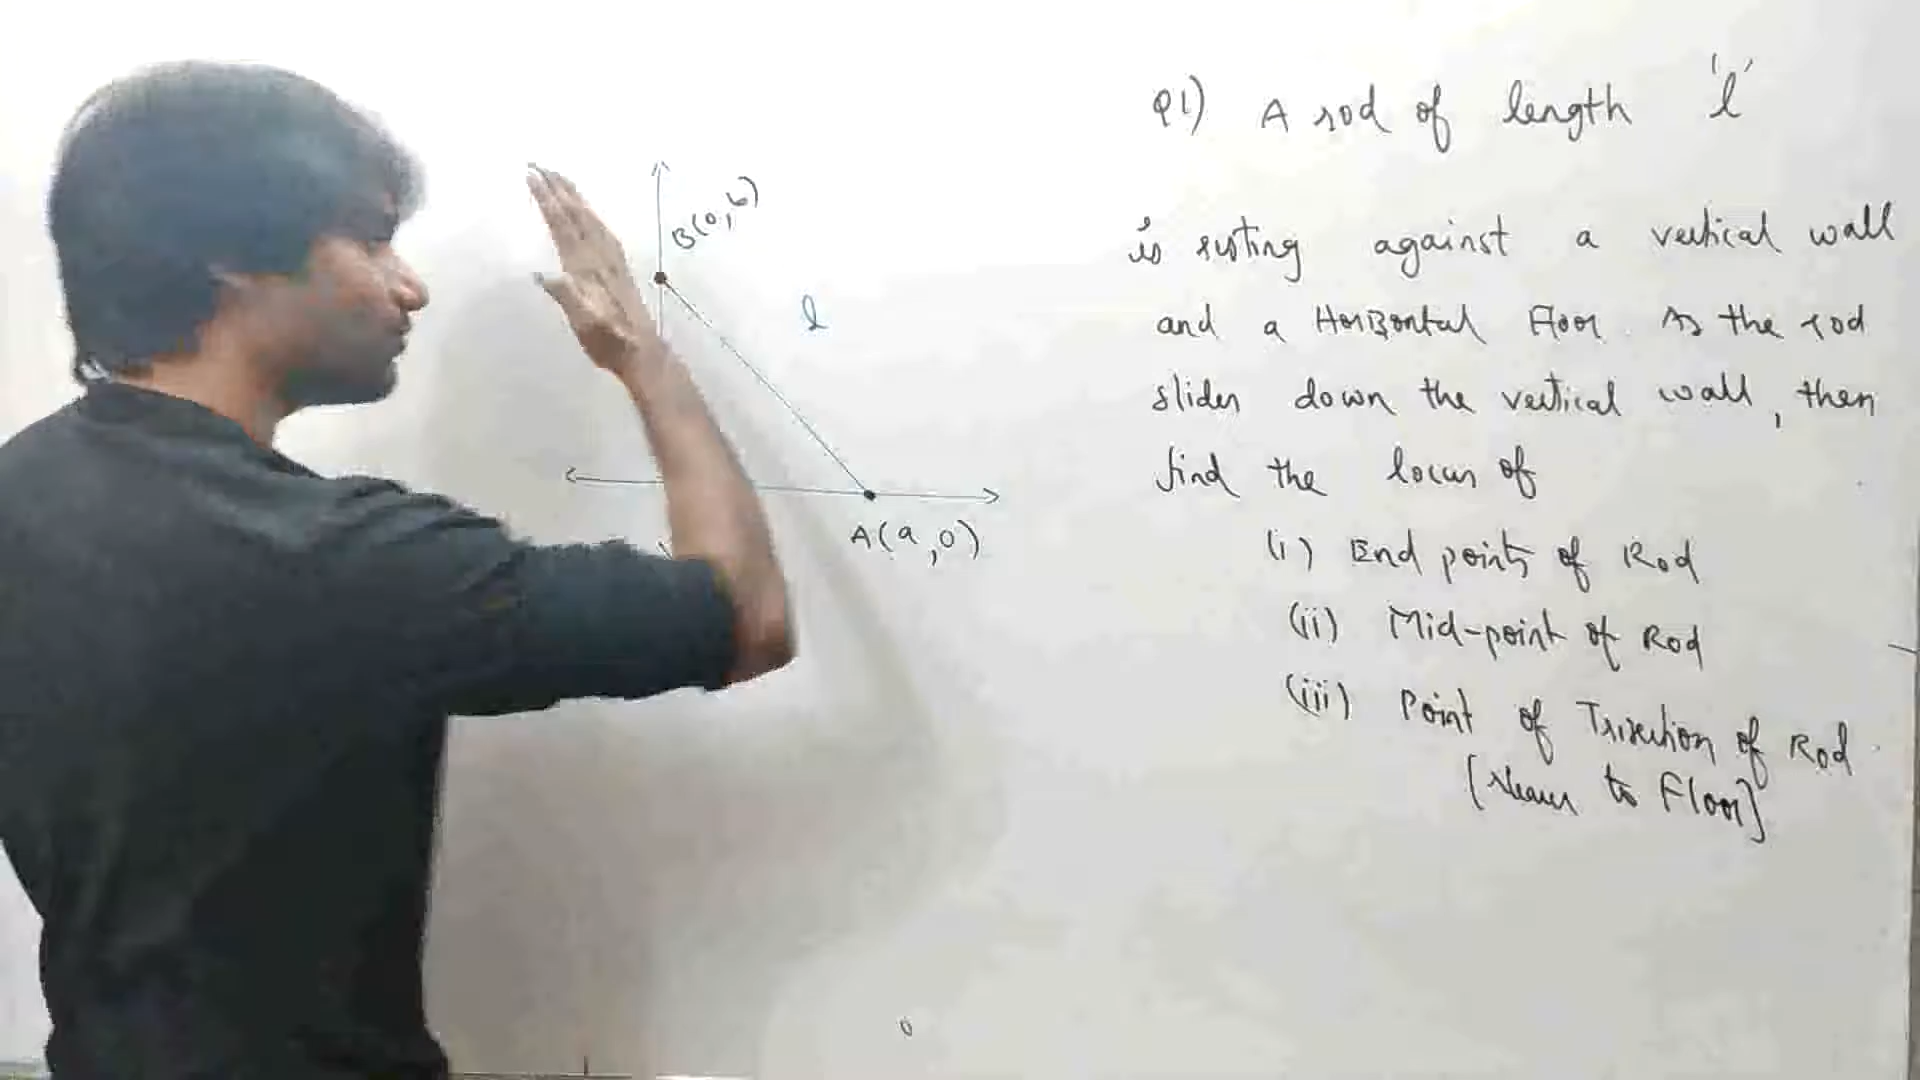 Q1) A rod of length 'l'
is resting against a vertical wall
and a Horizontal Floor. As the rod
slides down the vertical wall, then
find the locus of
(i) End points of Rod
(ii) Mid-point of Rod
(iii) Point of Trisection of Rod.
[Nearer to Floor]
B(0,b)
l
A(a,0)